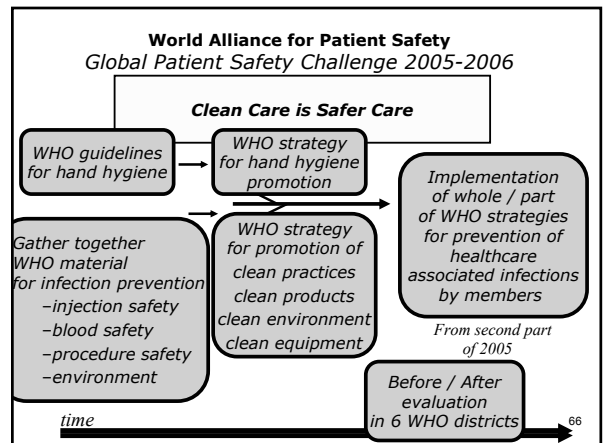 World Alliance for Patient Safety
Global Patient Safety Challenge 2005-2006
Clean Care is Safer Care
WHO guidelines
for hand hygiene
WHO strategy
for hand hygiene
promotion
Gather together
WHO material
for infection prevention
–injection safety
–blood safety
–procedure safety
–environment
WHO strategy
for promotion of
clean practices
clean products
clean environment
clean equipment
Implementation
of whole / part
of WHO strategies
for prevention of
healthcare
associated infections
by members
From second part
of 2005
Before / After
evaluation
in 6 WHO districts
time
66